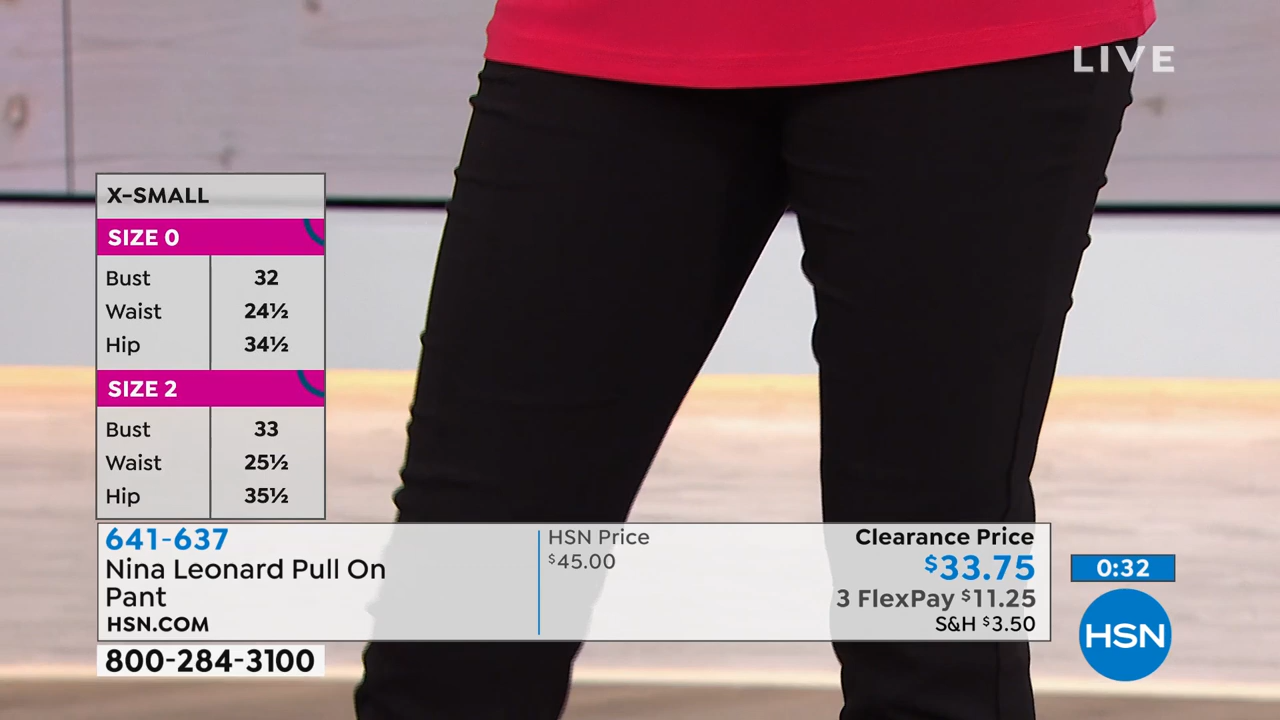 LIVE
X-SMALL
SIZE 0
Bust 32
Waist 24½
Hip 34½
SIZE 2
Bust 33
Waist 25½
Hip 35½
641-637
Nina Leonard Pull On
Pant
HSN.COM
HSN Price
$45.00
Clearance Price
$33.75
3 FlexPay $11.25
S&H $3.50
0:32
HSN
800-284-3100